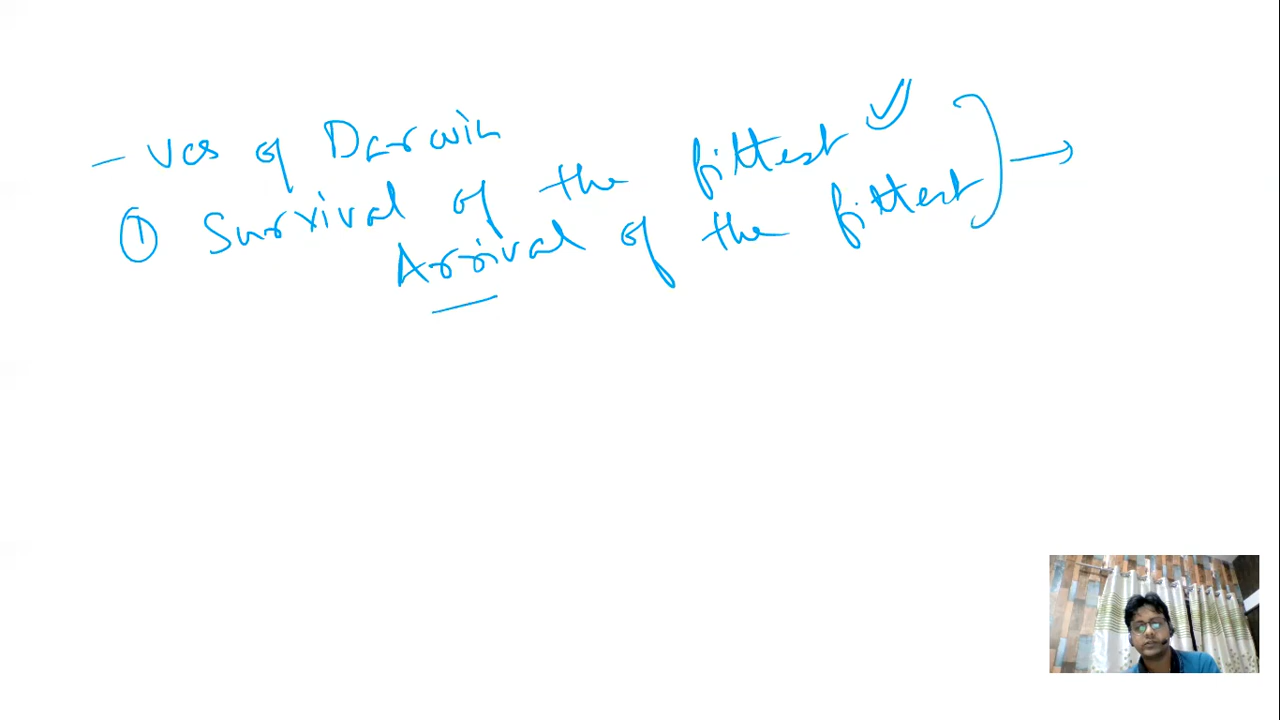 – ves of Darwin
① Survival of the fittest ✓
Arrival of the fittest →